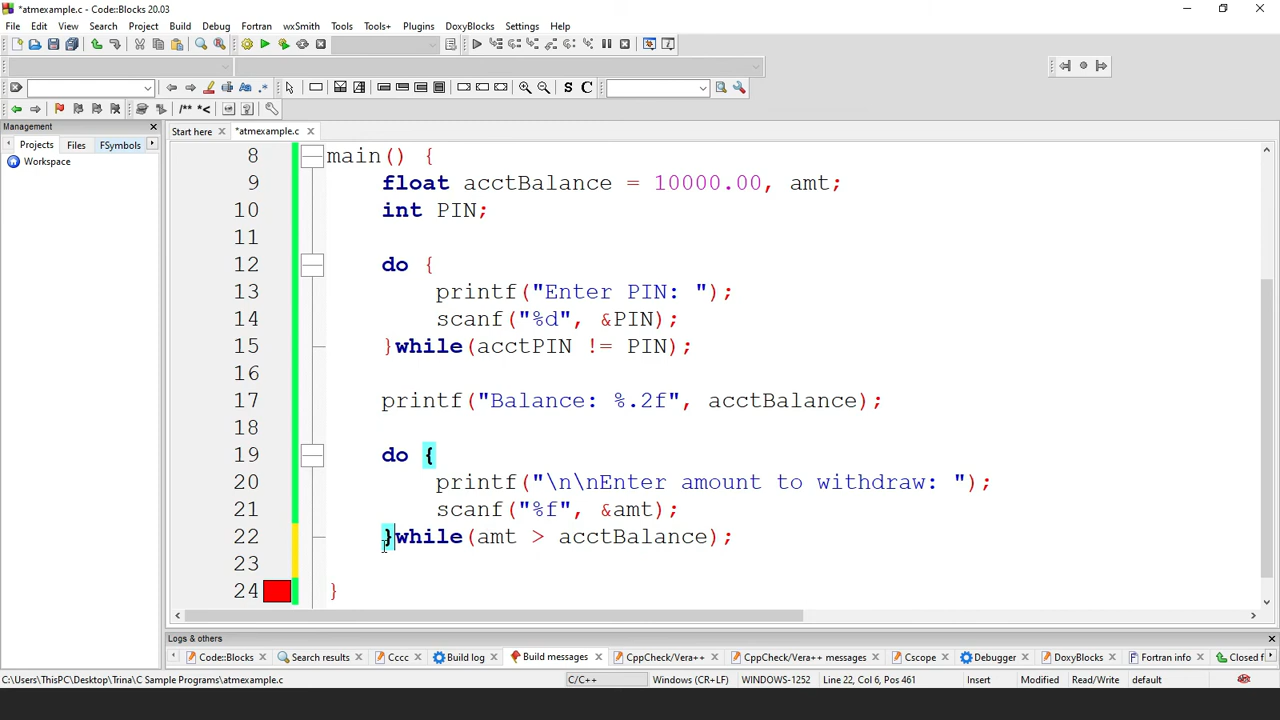 *atmexample.c - Code::Blocks 20.03
File Edit View Search Project Build Debug Fortran wxSmith Tools Tools+ Plugins DoxyBlocks Settings Help
/** *<
S C
Management
Start here *atmexample.c
Projects Files FSymbols
Workspace
8 main() {
9 float acctBalance = 10000.00, amt;
10 int PIN;
11
12 do {
13 printf("Enter PIN: ");
14 scanf("%d", &PIN);
15 }while(acctPIN != PIN);
16
17 printf("Balance: %.2f", acctBalance);
18
19 do {
20 printf("\n\nEnter amount to withdraw: ");
21 scanf("%f", &amt);
22 }while(amt > acctBalance);
23
24 }
Logs & others
Code::Blocks Search results Cccc Build log Build messages CppCheck/Vera++ CppCheck/Vera++ messages Cscope Debugger DoxyBlocks Fortran info Closed f
C:\Users\ThisPC\Desktop\Trina\C Sample Programs\atmexample.c C/C++ Windows (CR+LF) WINDOWS-1252 Line 22, Col 6, Pos 461 Insert Modified Read/Write default